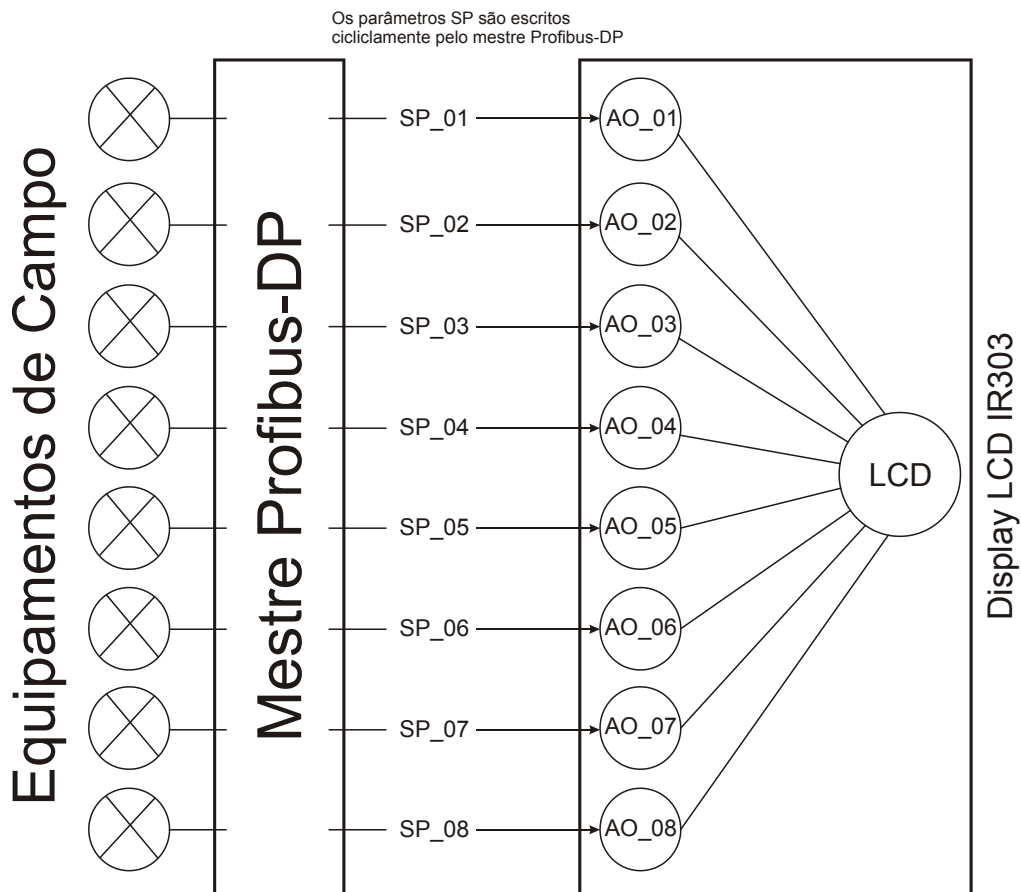 Os parâmetros SP são escritos
cicliclamente pelo mestre Profibus-DP
Equipamentos de Campo
Mestre Profibus-DP
SP_01
AO_01
SP_02
AO_02
SP_03
AO_03
SP_04
AO_04
SP_05
AO_05
SP_06
AO_06
SP_07
AO_07
SP_08
AO_08
LCD
Display LCD IR303